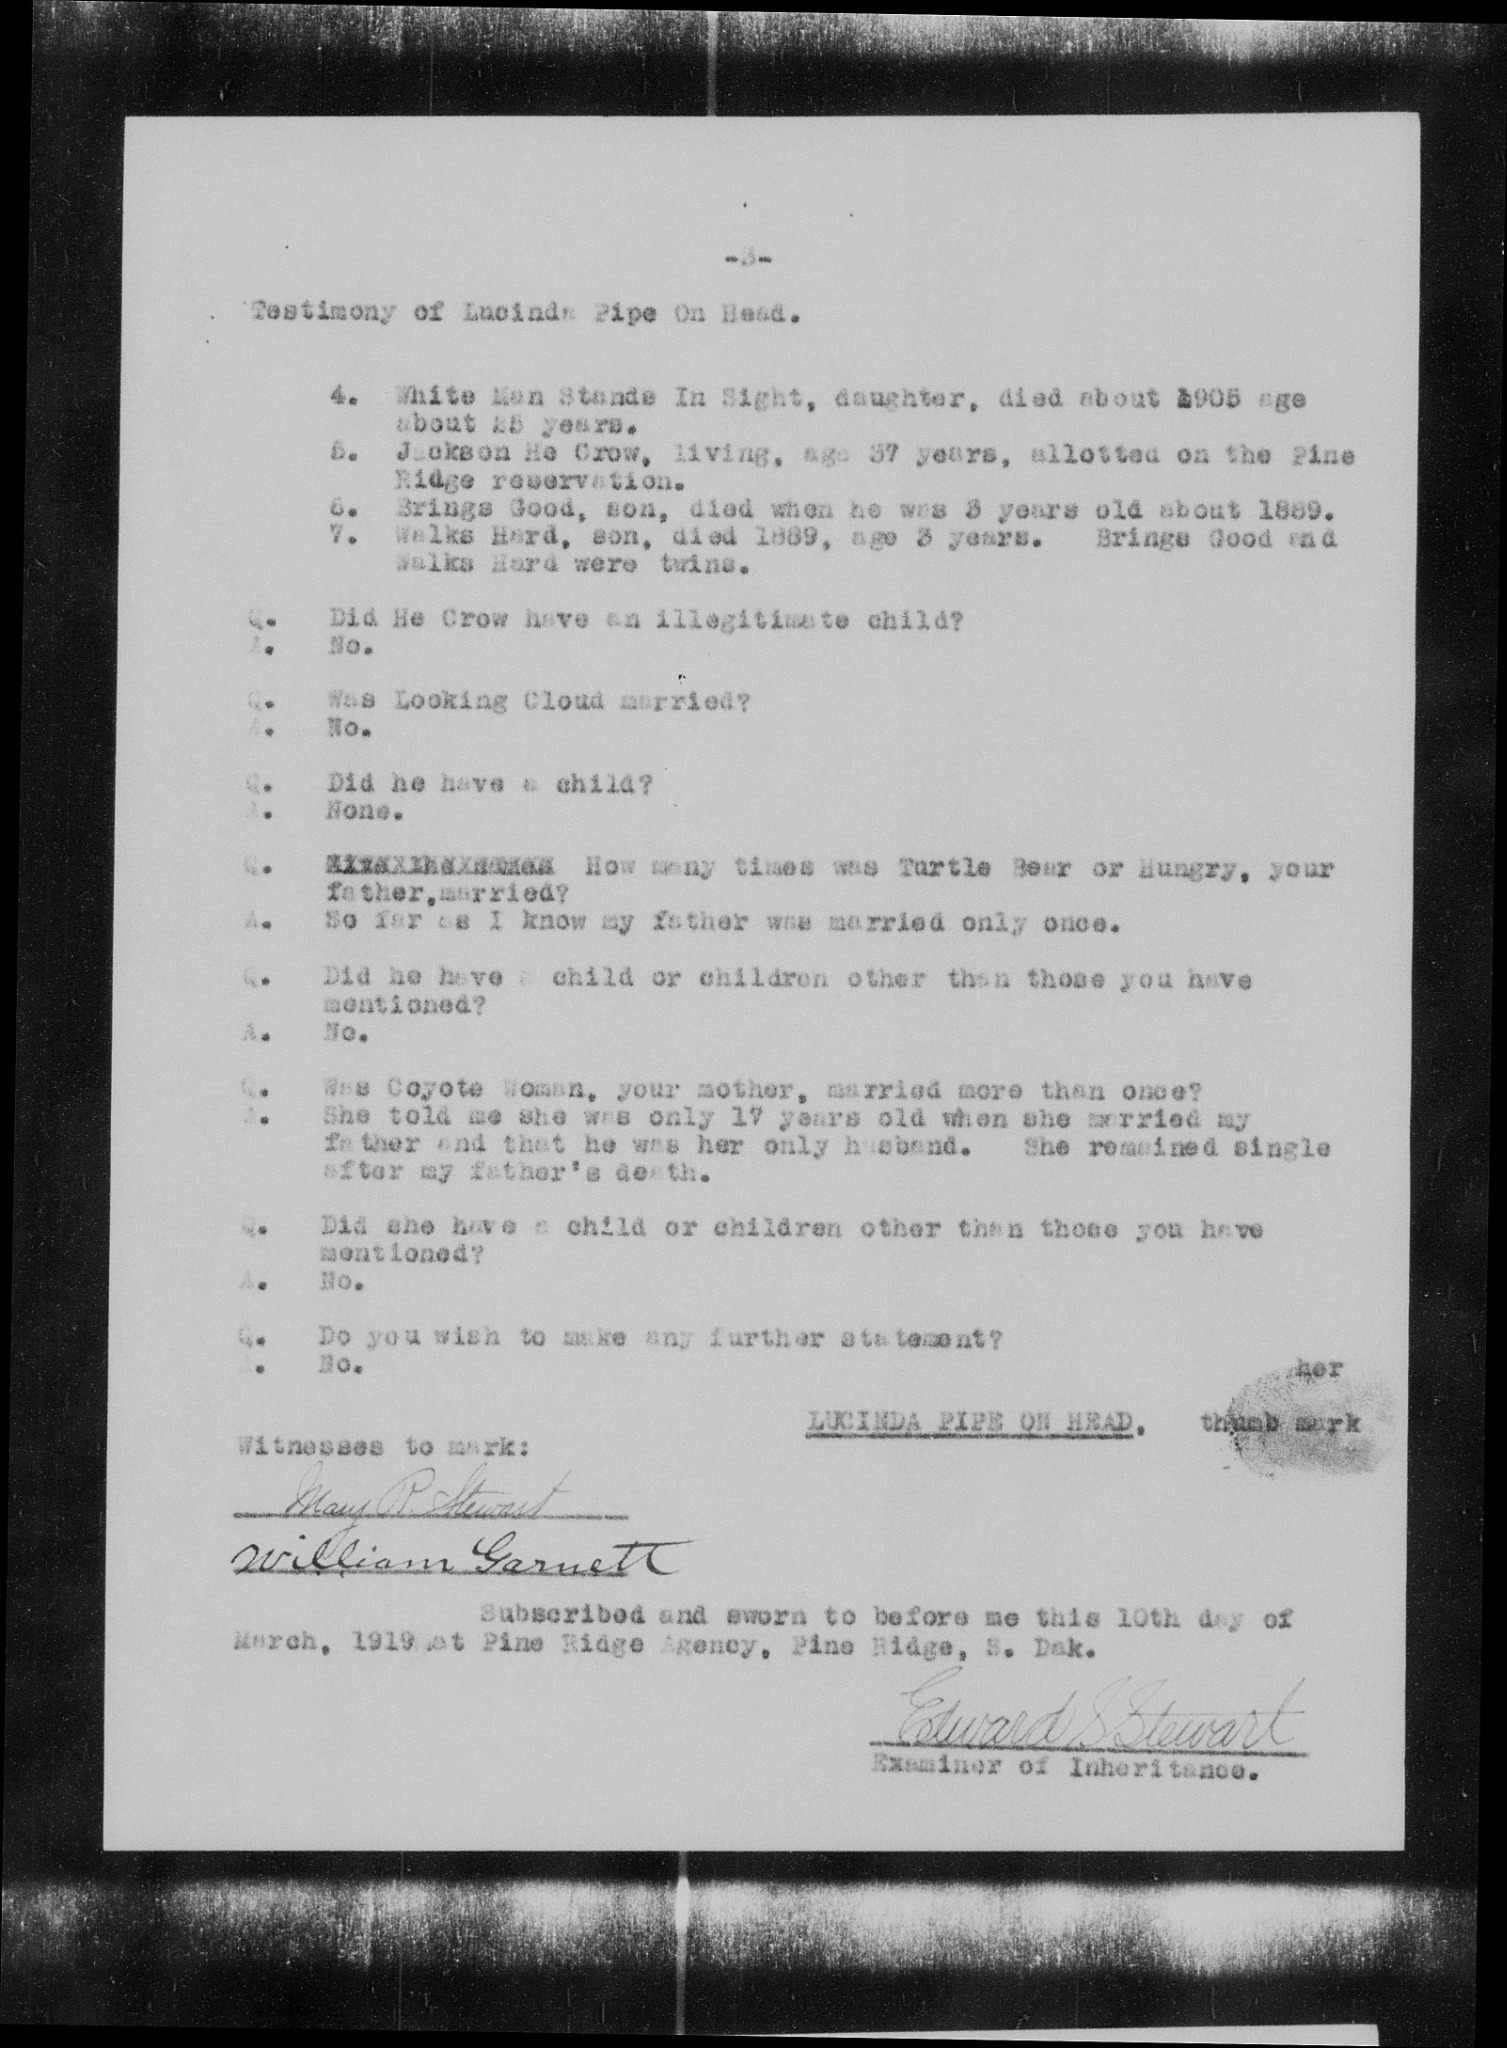 -3-
Testimony of Lucinda Pipe On Head.
4. White Man Stands In Sight, daughter, died about 1905 age
about 25 years.
5. Jackson He Crow, living, age 37 years, allotted on the Pine
Ridge reservation.
6. Brings Good, son, died when he was 3 years old about 1889.
7. Walks Hard, son, died 1889, age 3 years. Brings Good and
Walks Hard were twins.
Q. Did He Crow have an illegitimate child?
A. No.
Q. Was Looking Cloud married?
A. No.
Q. Did he have a child?
A. None.
Q. How many times was Turtle Bear or Hungry, your
father,married?
A. So far as I know my father was married only once.
Q. Did he have a child or children other than those you have
mentioned?
A. No.
Q. Was Coyote Woman, your mother, married more than once?
A. She told me she was only 17 years old when she married my
father and that he was her only husband. She remained single
after my father's death.
Q. Did she have a child or children other than those you have
mentioned?
A. No.
Q. Do you wish to make any further statement?
A. No.
her
LUCINDA PIPE ON HEAD. thumb mark
Witnesses to mark:
Mary R. Stewart
William Garnett
Subscribed and sworn to before me this 10th day of
March, 1919 at Pine Ridge Agency, Pine Ridge, S. Dak.
Edward S Stewart
Examiner of Inheritance.